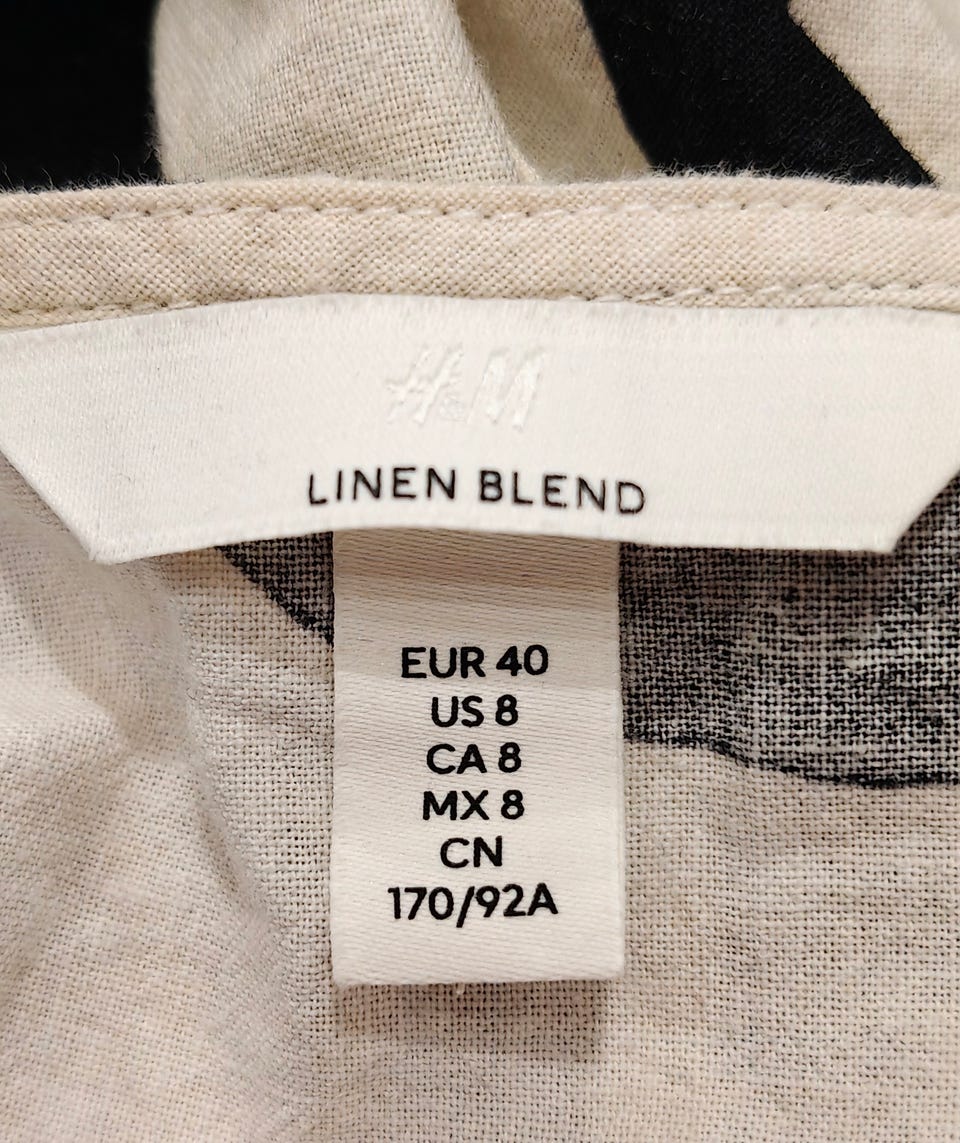 H&M
LINEN BLEND
EUR 40
US 8
CA 8
MX 8
CN
170/92A